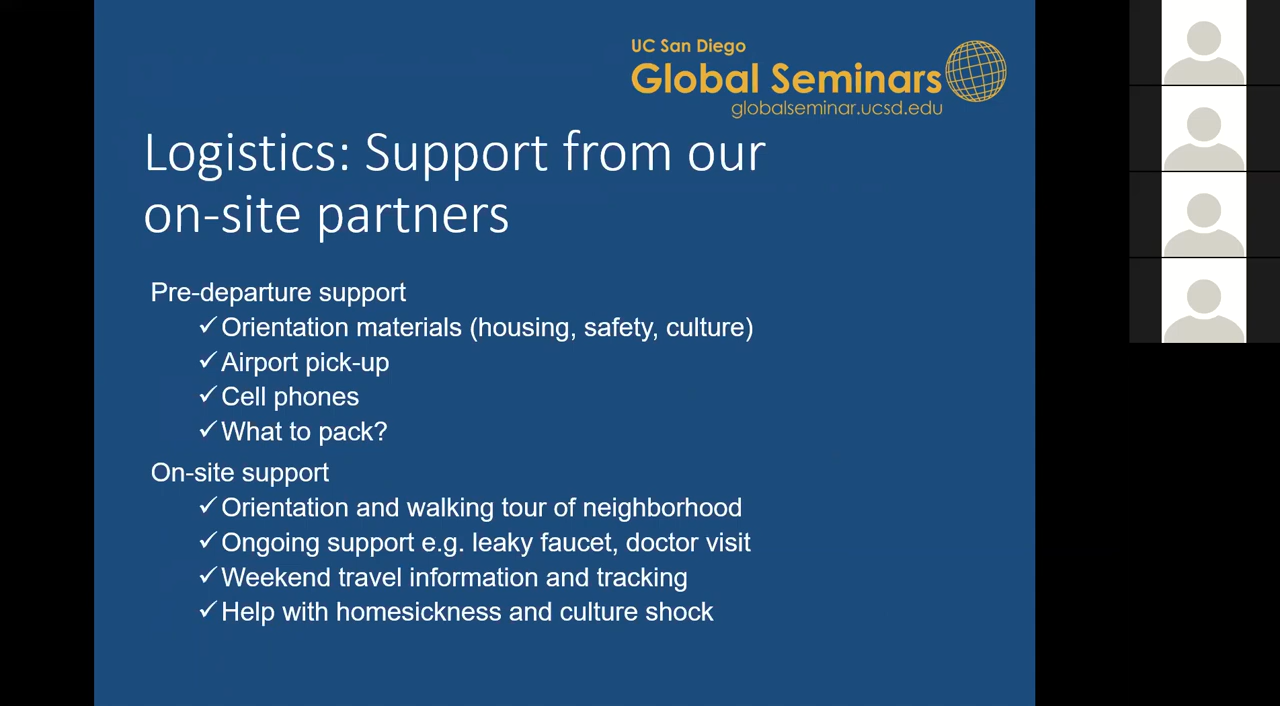 UC San Diego
Global Seminars
globalseminar.ucsd.edu
Logistics: Support from our
on-site partners
Pre-departure support
✓Orientation materials (housing, safety, culture)
✓Airport pick-up
✓Cell phones
✓What to pack?
On-site support
✓Orientation and walking tour of neighborhood
✓Ongoing support e.g. leaky faucet, doctor visit
✓Weekend travel information and tracking
✓Help with homesickness and culture shock